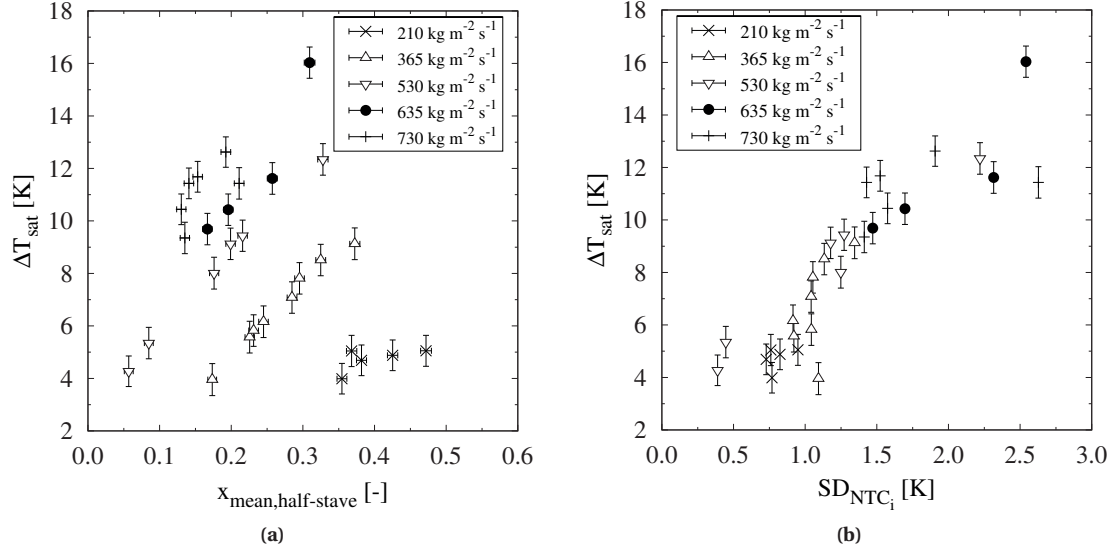 18
16
14
12
10
8
6
4
2
0.0 0.1 0.2 0.3 0.4 0.5 0.6
ΔT_sat [K]
x_mean,half-stave [-]
210 kg m^-2 s^-1
365 kg m^-2 s^-1
530 kg m^-2 s^-1
635 kg m^-2 s^-1
730 kg m^-2 s^-1
(a)
18
16
14
12
10
8
6
4
2
0.0 0.5 1.0 1.5 2.0 2.5 3.0
ΔT_sat [K]
SD_NTC_i [K]
210 kg m^-2 s^-1
365 kg m^-2 s^-1
530 kg m^-2 s^-1
635 kg m^-2 s^-1
730 kg m^-2 s^-1
(b)